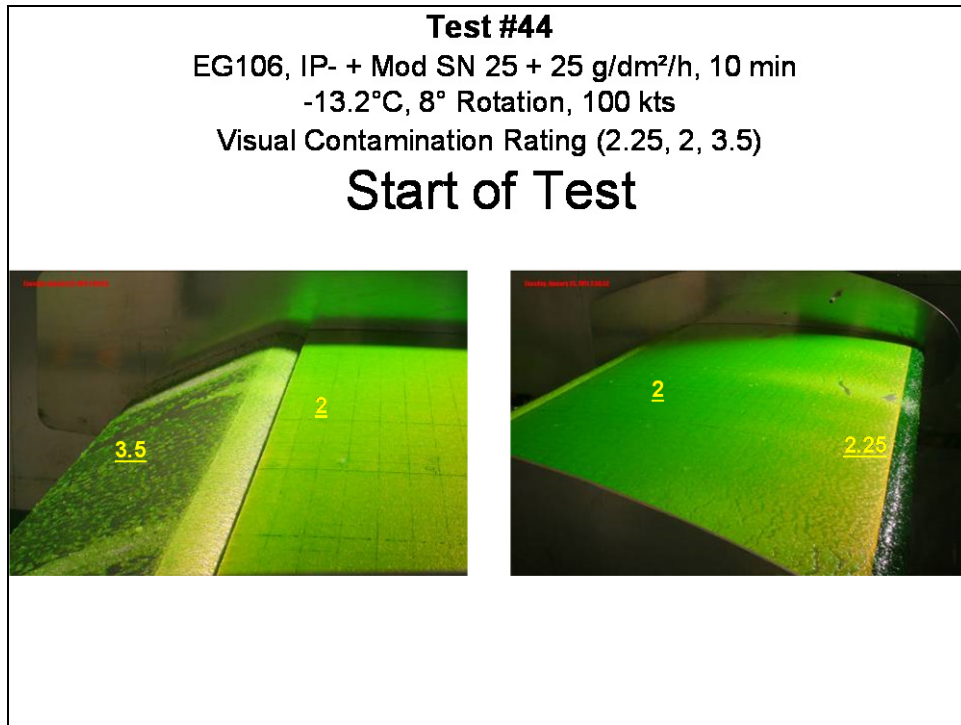 Test #44
EG106, IP- + Mod SN 25 + 25 g/dm²/h, 10 min
-13.2°C, 8° Rotation, 100 kts
Visual Contamination Rating (2.25, 2, 3.5)
Start of Test
2
3.5
2
2.25